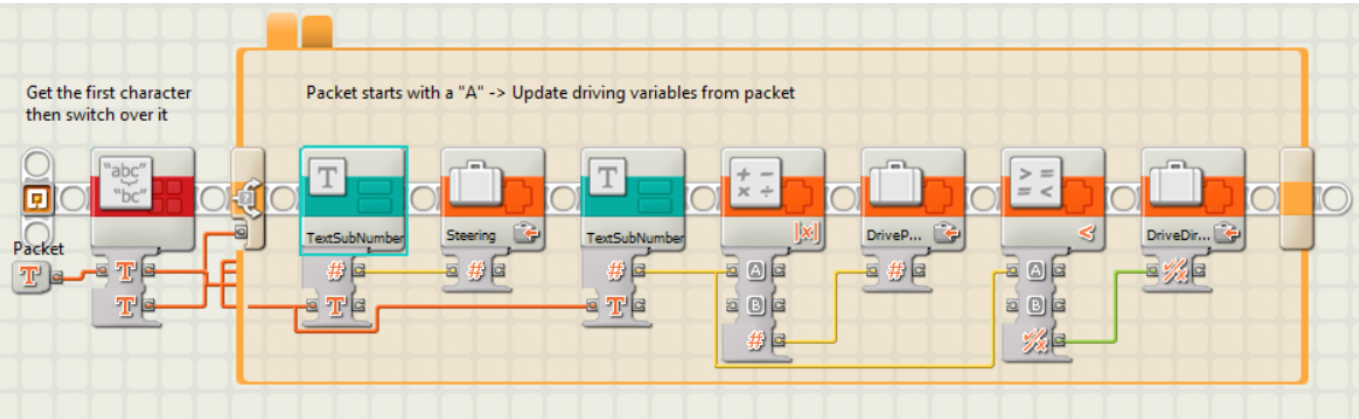 Get the first character
then switch over it
Packet starts with a "A" -> Update driving variables from packet
"abc"
"bc"
T
+ -
× ÷
T
> =
= <
Packet
TextSubNumber
Steering
TextSubNumber
|x|
DriveP...
<
DriveDir...
T
T
#
#
#
A
#
A
T
T
T
B
B
#